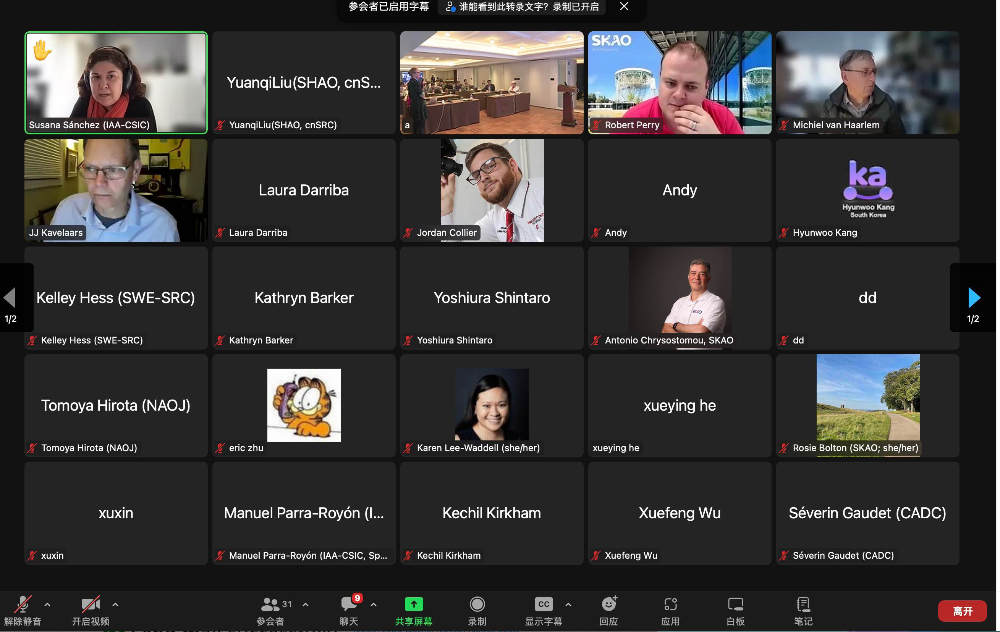 参会者已启用字幕
谁能看到此转录文字？录制已开启
Susana Sánchez (IAA-CSIC)
YuanqiLiu(SHAO, cnS...
YuanqiLiu(SHAO, cnSRC)
a
SKAO
Robert Perry
Michiel van Haarlem
JJ Kavelaars
Laura Darriba
Laura Darriba
WESTERN SYDNEY
UNIVERSITY
Jordan Collier
Andy
Andy
ka
Hyunwoo Kang
South Korea
Hyunwoo Kang
Kelley Hess (SWE-SRC)
Kelley Hess (SWE-SRC)
Kathryn Barker
Kathryn Barker
Yoshiura Shintaro
Yoshiura Shintaro
SKAO
Antonio Chrysostomou, SKAO
dd
dd
1/2
1/2
Tomoya Hirota (NAOJ)
Tomoya Hirota (NAOJ)
eric zhu
Karen Lee-Waddell (she/her)
xueying he
xueying he
Rosie Bolton (SKAO; she/her)
xuxin
xuxin
Manuel Parra-Royón (I...
Manuel Parra-Royón (IAA-CSIC, Sp...
Kechil Kirkham
Kechil Kirkham
Xuefeng Wu
Xuefeng Wu
Séverin Gaudet (CADC)
Séverin Gaudet (CADC)
解除静音
开启视频
31
参会者
9
聊天
共享屏幕
录制
CC
显示字幕
回应
应用
白板
笔记
离开